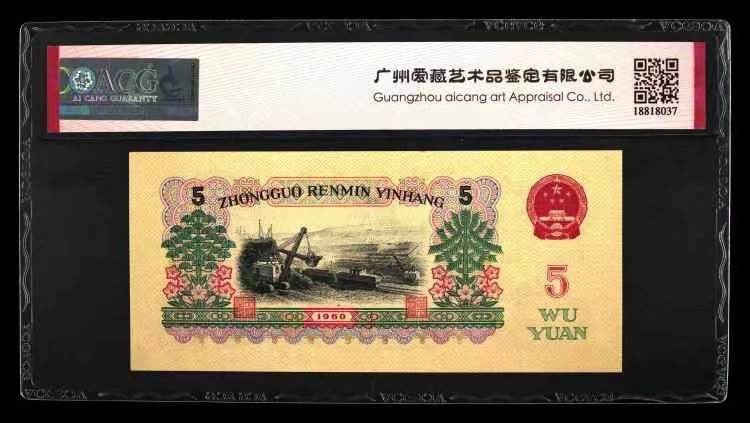 ACG
AI CANG GUARANTY
广州爱藏艺术品鉴定有限公司
Guangzhou aicang art Appraisal Co., Ltd.
18818037
5
ZHONGGUO RENMIN YINHANG
5
1960
5
WU
YUAN